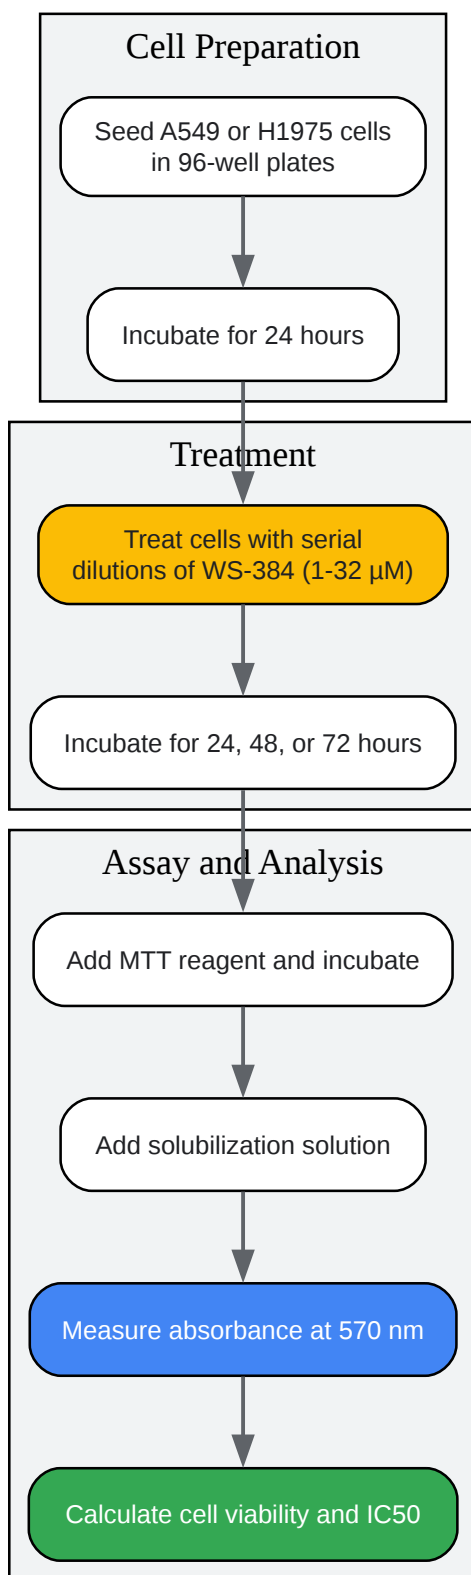 Cell Preparation
Seed A549 or H1975 cells
in 96-well plates
Incubate for 24 hours
Treatment
Treat cells with serial
dilutions of WS-384 (1-32 µM)
Incubate for 24, 48, or 72 hours
Assay and Analysis
Add MTT reagent and incubate
Add solubilization solution
Measure absorbance at 570 nm
Calculate cell viability and IC50